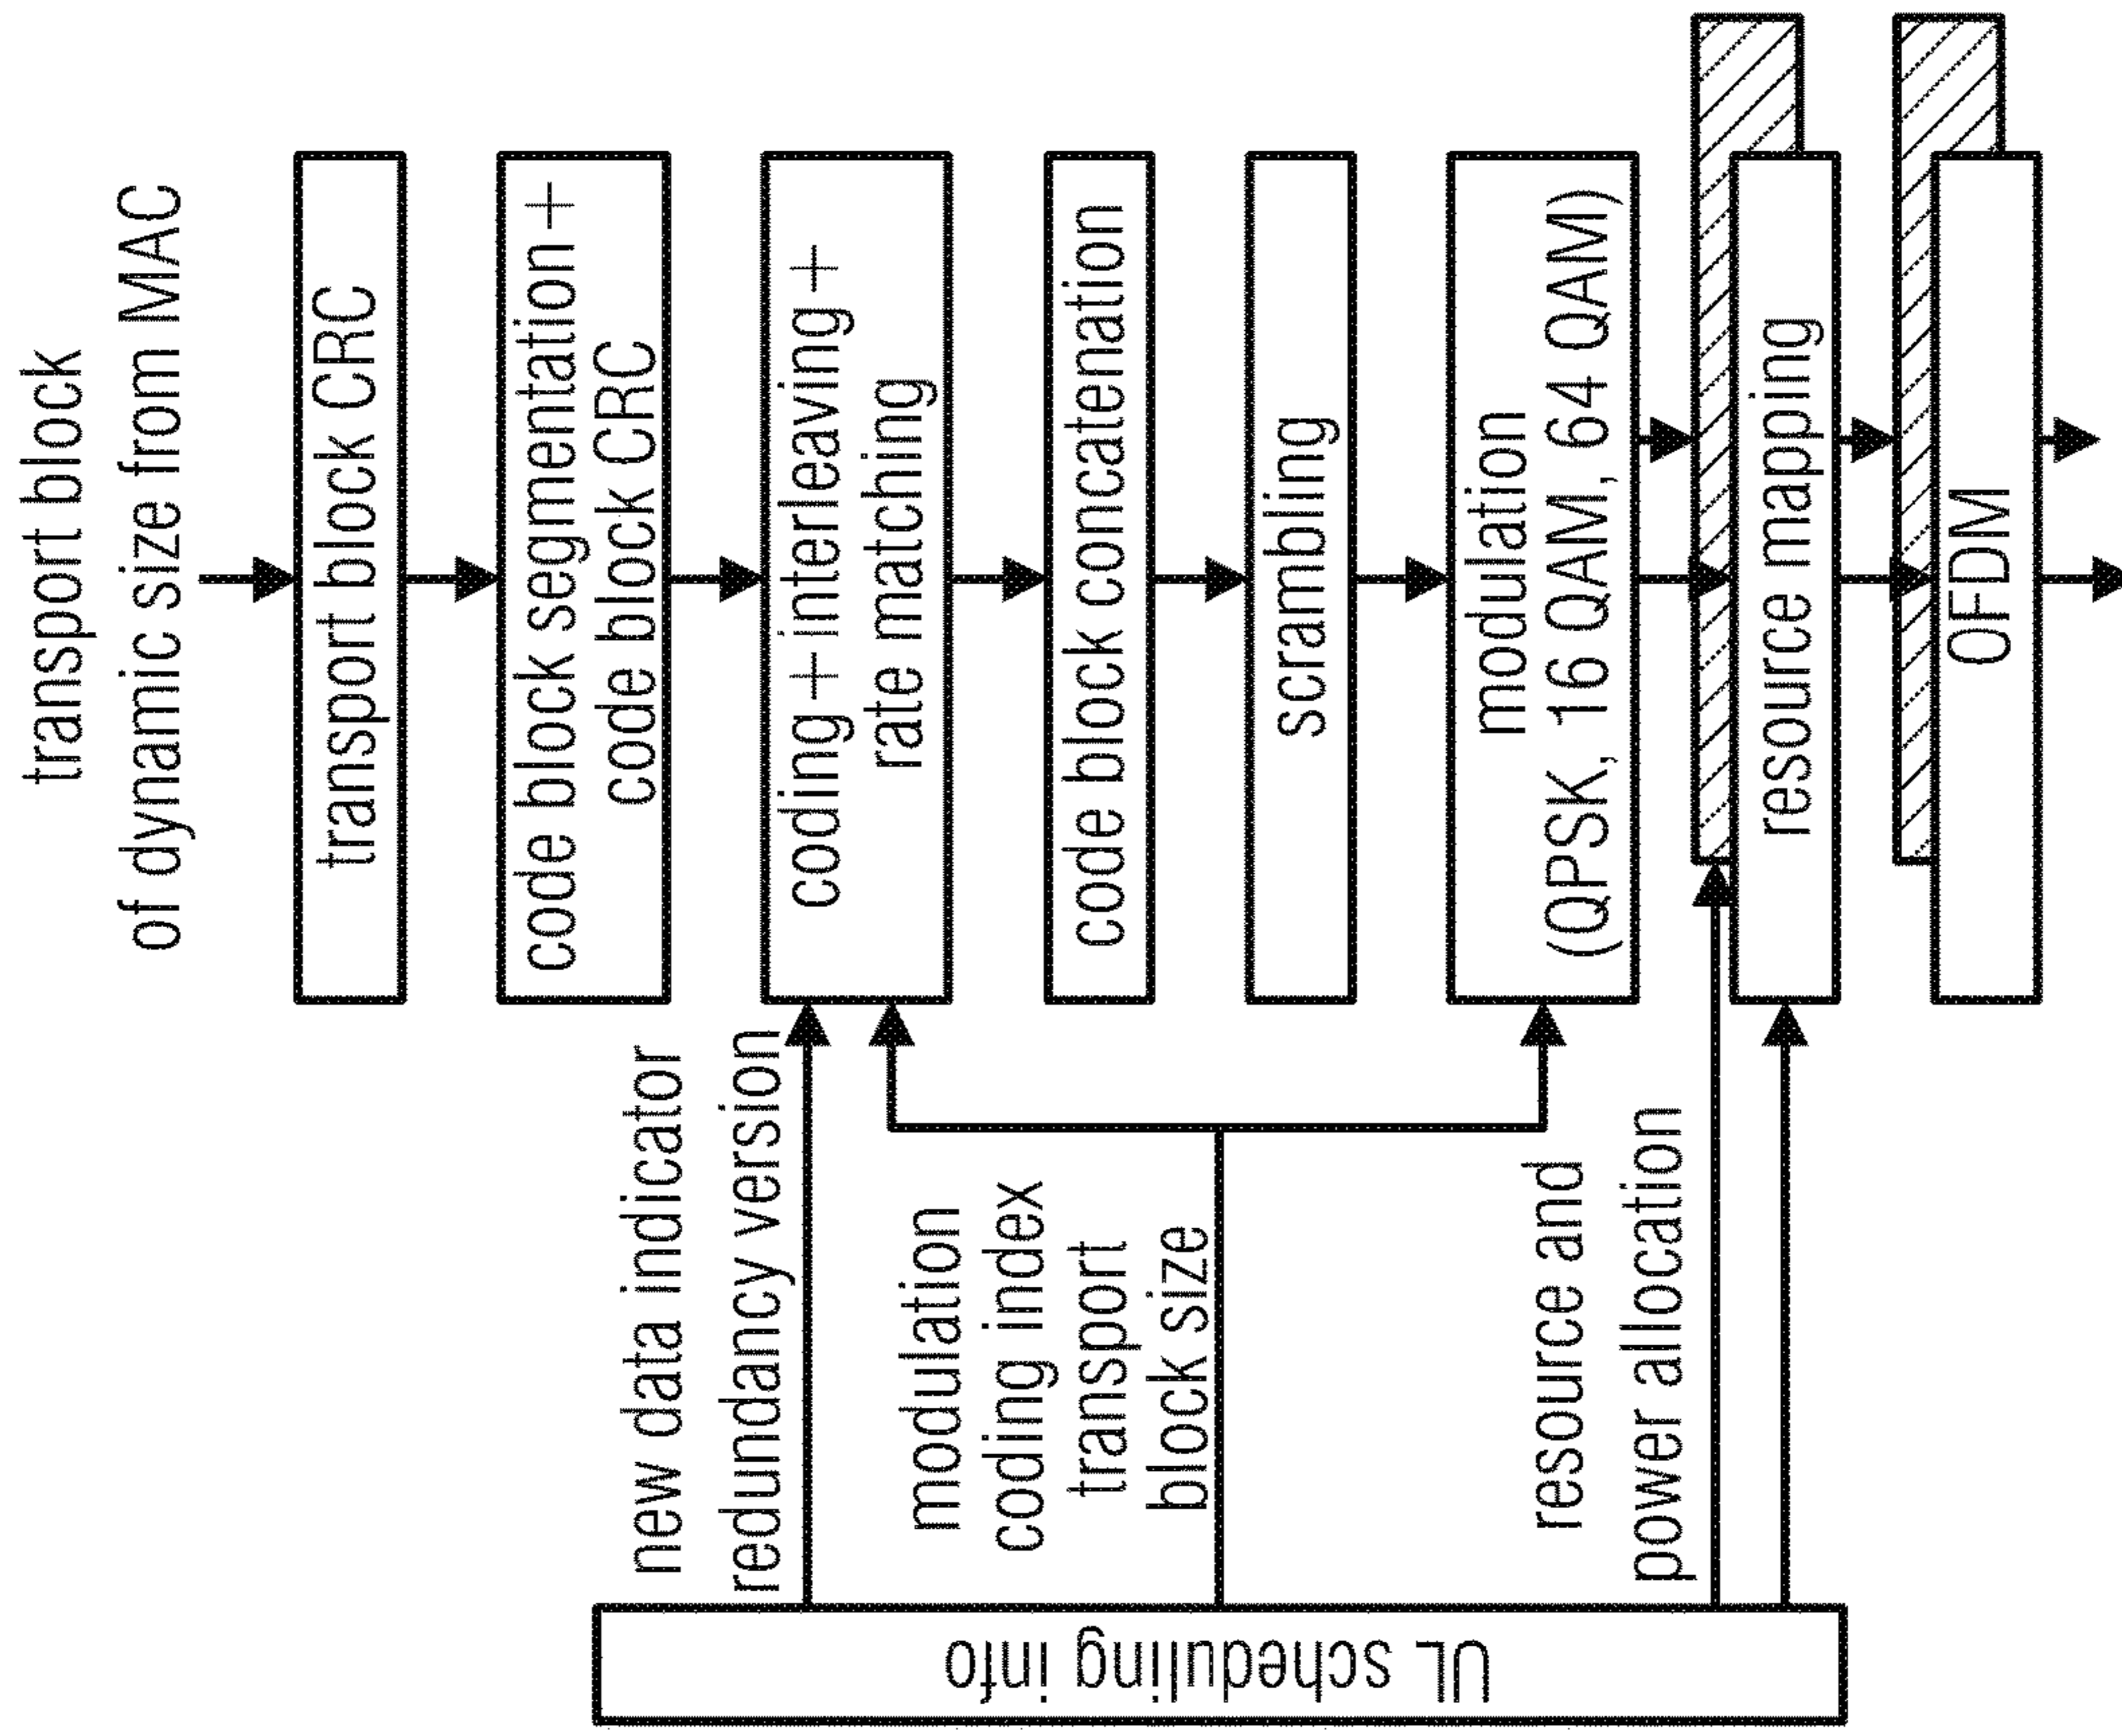 transport block
of dynamic size from MAC
transport block CRC
code block segmentation+
code block CRC
coding+interleaving+
rate matching
code block concatenation
scrambling
modulation
(QPSK, 16 QAM, 64 QAM)
resource mapping
OFDM
new data indicator
redundancy version
modulation
coding index
transport
block size
resource and
power allocation
UL scheduling info